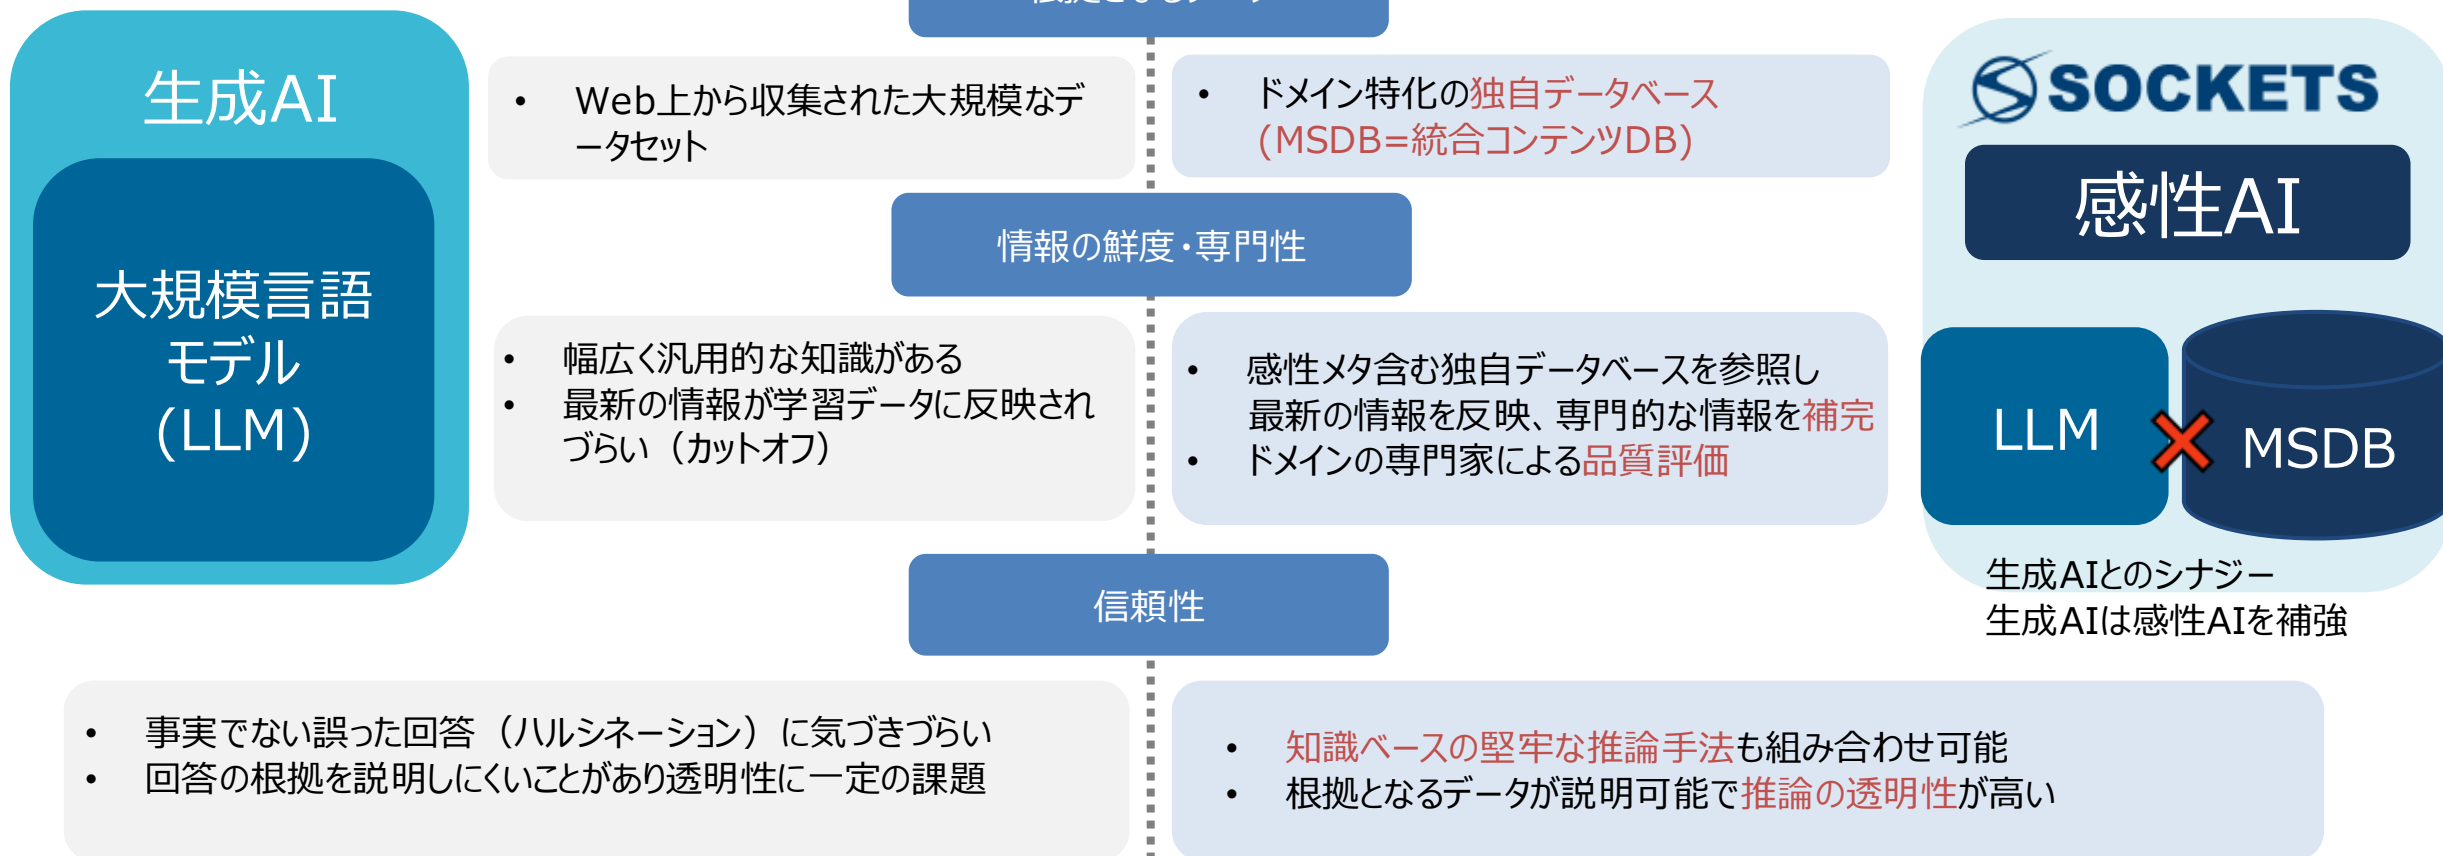 生成AI
大規模言語
モデル
(LLM)
• Web上から収集された大規模なデ
ータセット
• ドメイン特化の独自データベース
(MSDB=統合コンテンツDB)
情報の鮮度・専門性
• 幅広く汎用的な知識がある
• 最新の情報が学習データに反映され
づらい（カットオフ）
• 感性メタ含む独自データベースを参照し
最新の情報を反映、専門的な情報を補完
• ドメインの専門家による品質評価
信頼性
• 事実でない誤った回答（ハルシネーション）に気づきづらい
• 回答の根拠を説明しにくいことがあり透明性に一定の課題
• 知識ベースの堅牢な推論手法も組み合わせ可能
• 根拠となるデータが説明可能で推論の透明性が高い
SOCKETS
感性AI
LLM
MSDB
生成AIとのシナジー
生成AIは感性AIを補強